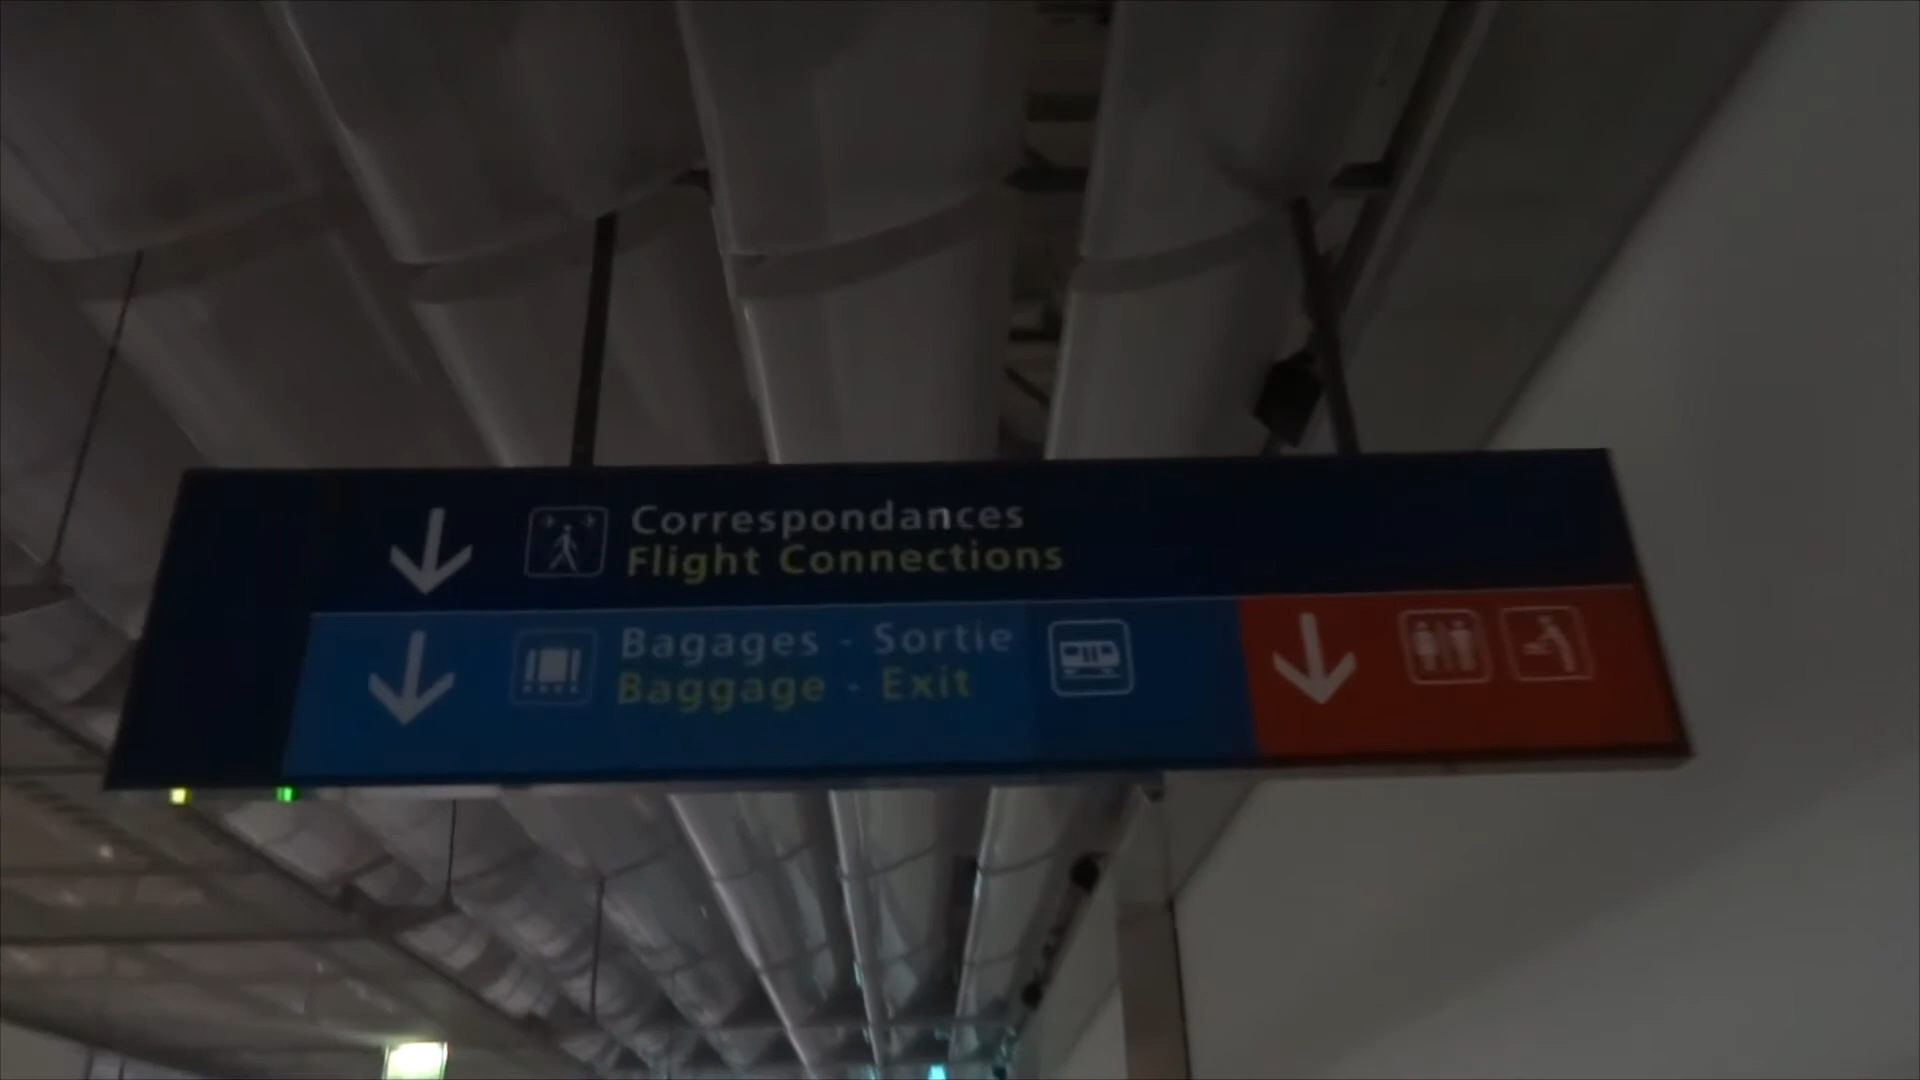 Correspondances
Flight Connections
Bagages - Sortie
Baggage - Exit